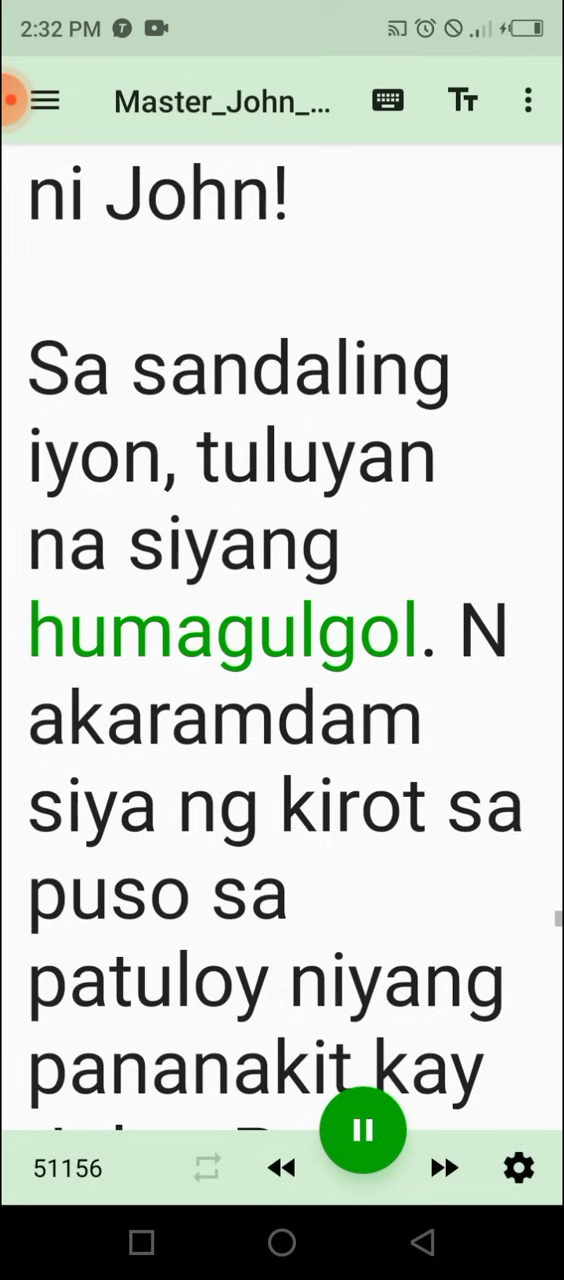 2:32 PM
Master_John_...
ni John!
Sa sandaling
iyon, tuluyan
na siyang
humagulgol. N
akaramdam
siya ng kirot sa
puso sa
patuloy niyang
pananakit kay
51156